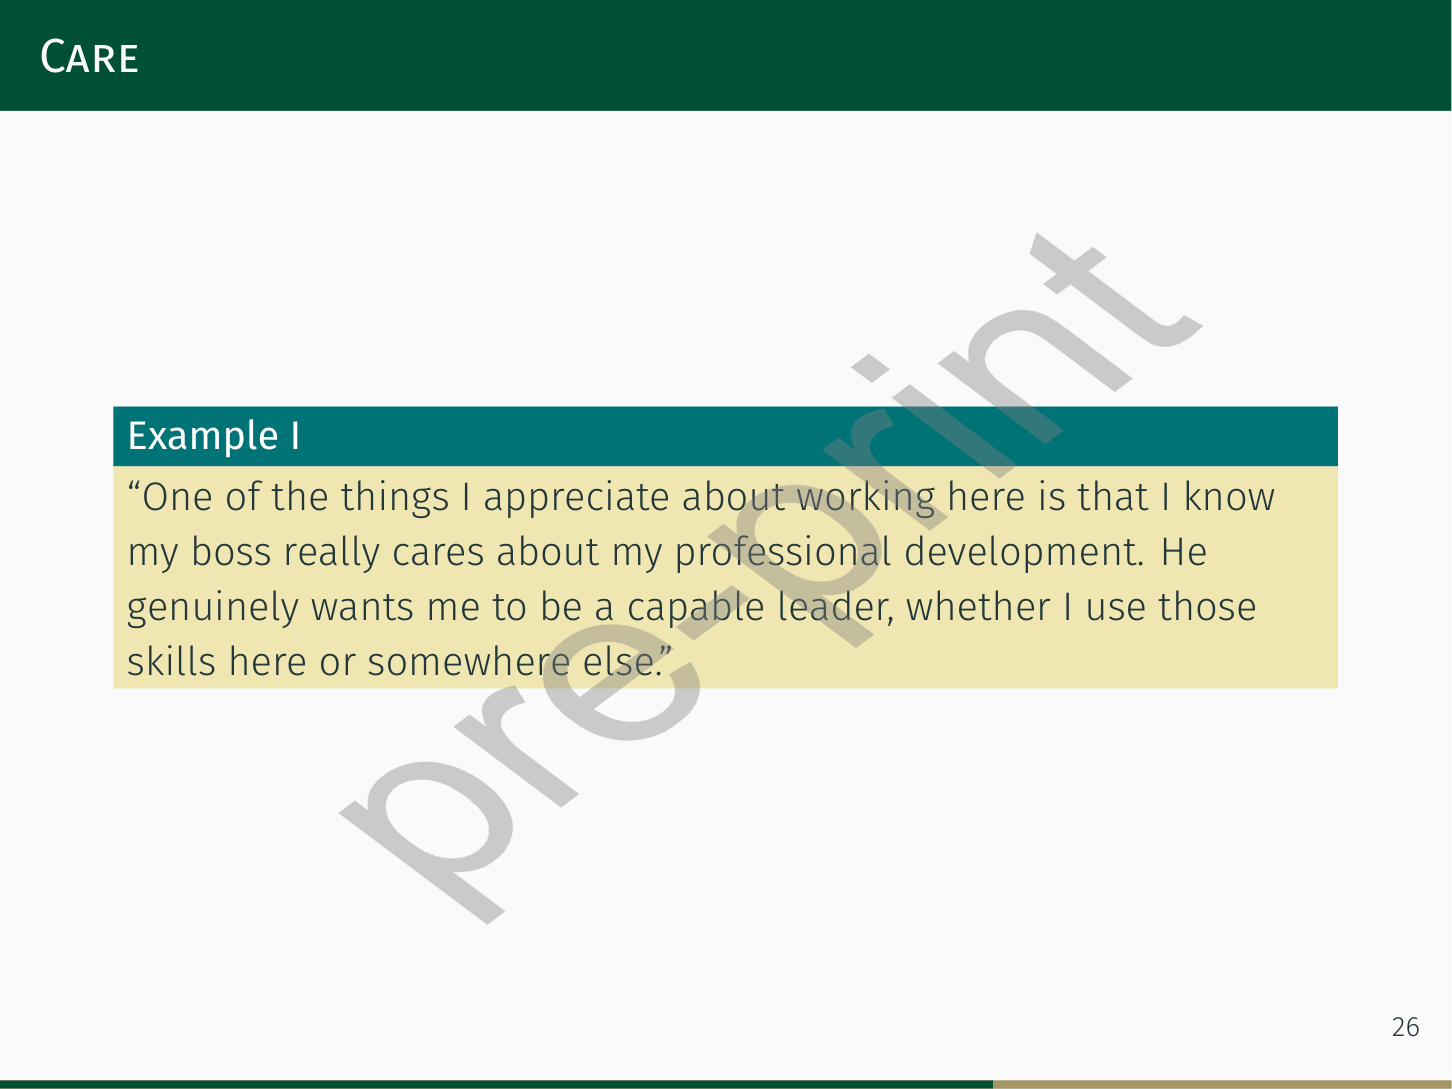 CARE
Example I
“One of the things I appreciate about working here is that I know
my boss really cares about my professional development. He
genuinely wants me to be a capable leader, whether I use those
skills here or somewhere else.”
pre-print
26